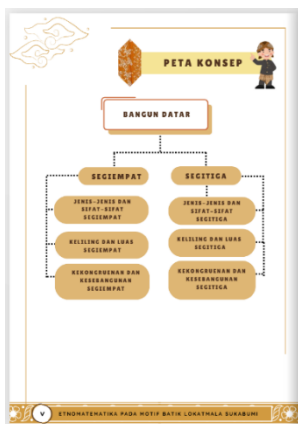 PETA KONSEP
BANGUN DATAR
SEGIEMPAT
SEGITIGA
JENIS-JENIS DAN
SIFAT-SIFAT
SEGIEMPAT
JENIS-JENIS DAN
SIFAT-SIFAT
SEGITIGA
KELILING DAN LUAS
SEGIEMPAT
KELILING DAN LUAS
SEGITIGA
KEKONGRUENAN DAN
KESEBANGUNAN
SEGIEMPAT
KEKONGRUENAN DAN
KESEBANGUNAN
SEGITIGA
V
ETNOMATEMATIKA PADA MOTIF BATIK LOKATMALA SUKABUMI